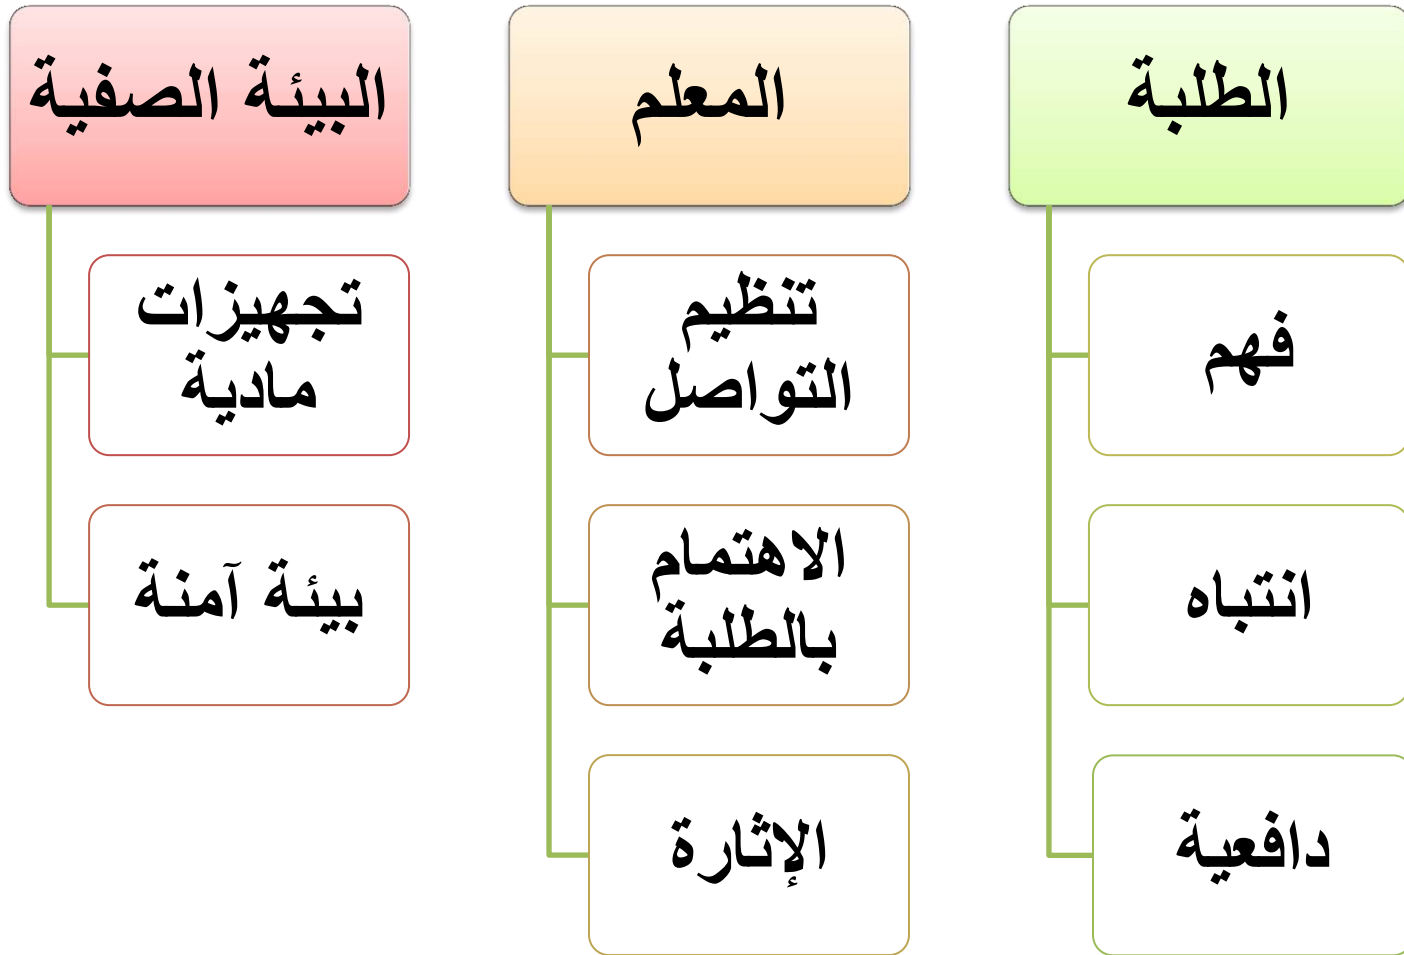 الطلبة
فهم
انتباه
دافعية
المعلم
تنظيم
التواصل
الاهتمام
بالطلبة
الإثارة
البيئة الصفية
تجهيزات
مادية
بيئة آمنة